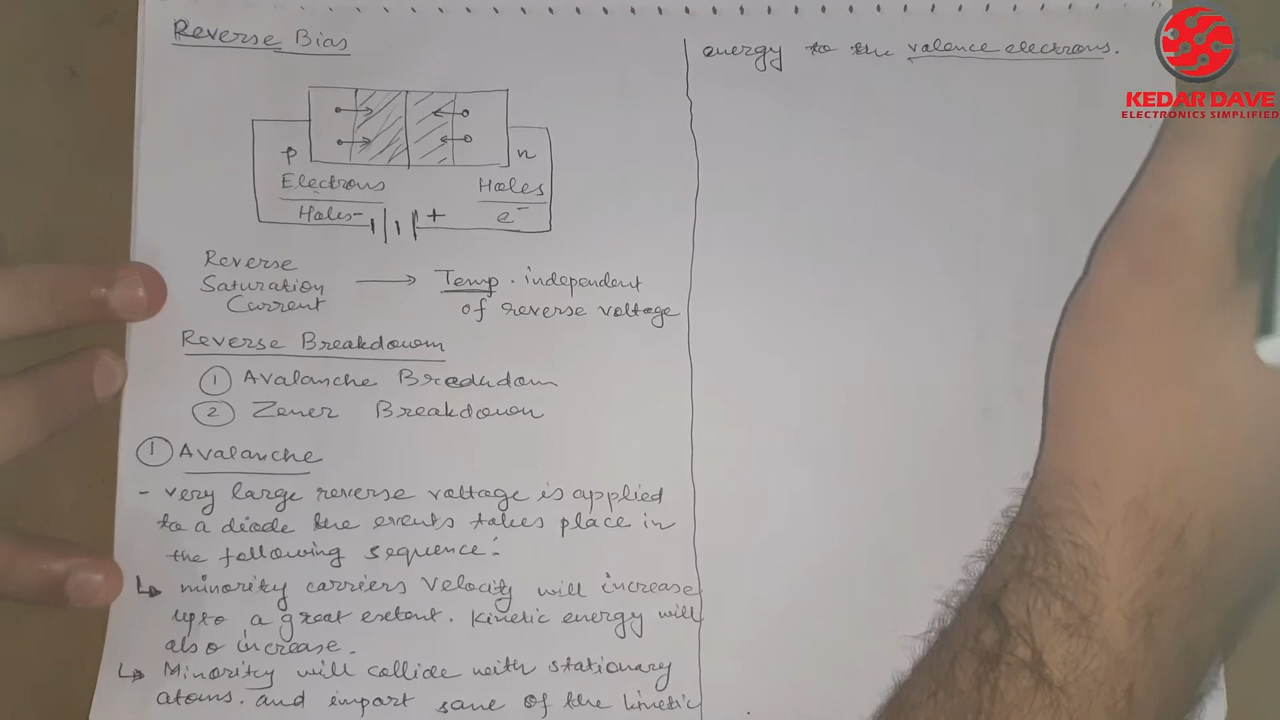 Reverse Bias
p
n
Electrons
Holes
Holes
e⁻
-
+
Reverse
Saturation
Current
→ Temp. independent
of reverse voltage
Reverse Breakdown
① Avalanche Breakdown
② Zener Breakdown
① Avalanche
- very large reverse voltage is applied
to a diode the events takes place in
the following sequence:
↳ minority carriers velocity will increase
upto a great extent. Kinetic energy will
also increase.
↳ Minority will collide with stationary
atoms. and impart some of the kinetic
energy to the valence electrons.
KEDAR DAVE
ELECTRONICS SIMPLIFIED